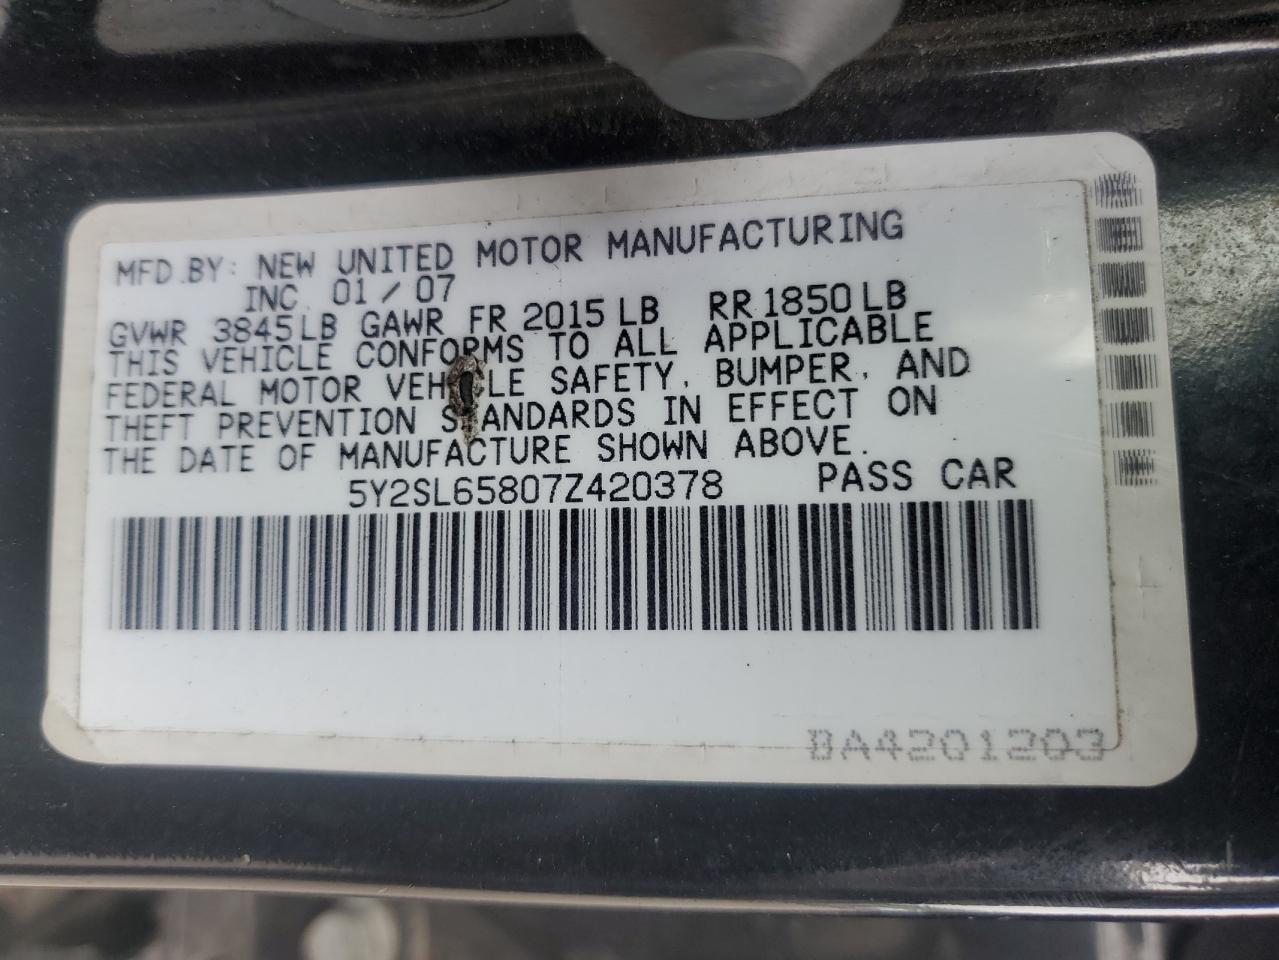 MFD.BY: NEW UNITED MOTOR MANUFACTURING
INC. 01/07
GVWR 3845LB GAWR FR 2015LB RR1850LB
THIS VEHICLE CONFORMS TO ALL APPLICABLE
FEDERAL MOTOR VEHICLE SAFETY, BUMPER, AND
THEFT PREVENTION STANDARDS IN EFFECT ON
THE DATE OF MANUFACTURE SHOWN ABOVE.
5Y2SL65807Z420378 PASS CAR
BA4201203